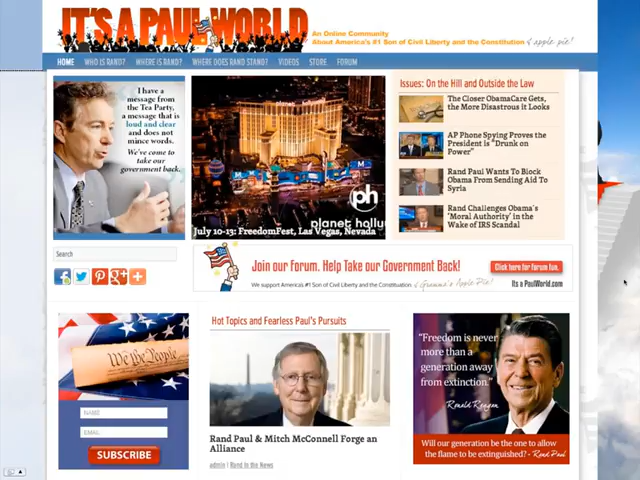 IT'S A PAUL WORLD
An Online Community
About America's #1 Son of Civil Liberty and the Constitution & apple pie!
HOME WHO IS RAND? WHERE IS RAND? WHERE DOES RAND STAND? VIDEOS STORE FORUM
I have a
message from
the Tea Party,
a message that is
loud and clear
and does not
mince words.
We've come to
take our
government back.
planet hollywood
ph
planet hollu
July 10-13: FreedomFest, Las Vegas, Nevada
Issues: On the Hill and Outside the Law
The Closer ObamaCare Gets,
the More Disastrous it Looks
AP Phone Spying Proves the
President is "Drunk on
Power"
Rand Paul Wants To Block
Obama From Sending Aid To
Syria
Rand Challenges Obama's
'Moral Authority' in the
Wake of IRS Scandal
Search
Join our Forum. Help Take our Government Back!
Click here for forum fun.
We support America's #1 Son of Civil Liberty and the Constitution. & Gramma's Apple Pie!
Its a PaulWorld.com
We the People
NAME
EMAIL
SUBSCRIBE
Hot Topics and Fearless Paul's Pursuits
Rand Paul & Mitch McConnell Forge an
Alliance
admin | Rand in the News
"Freedom is never
more than a
generation away
from extinction."
Ronald Reagan
Will our generation be the one to allow
the flame to be extinguished? - Rand Paul